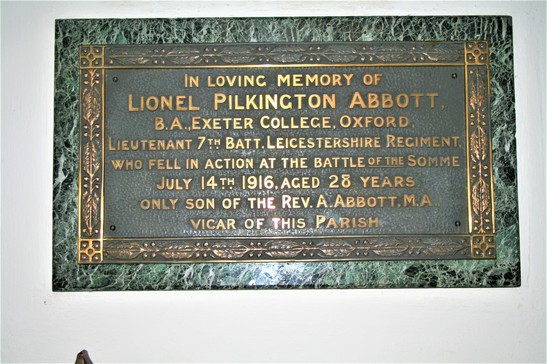 IN LOVING MEMORY OF
LIONEL PILKINGTON ABBOTT,
B.A., EXETER COLLEGE, OXFORD,
LIEUTENANT 7TH BATT. LEICESTERSHIRE REGIMENT,
WHO FELL IN ACTION AT THE BATTLE OF THE SOMME
JULY 14TH 1916, AGED 28 YEARS
ONLY SON OF THE REV. A. ABBOTT, M.A.,
VICAR OF THIS PARISH.